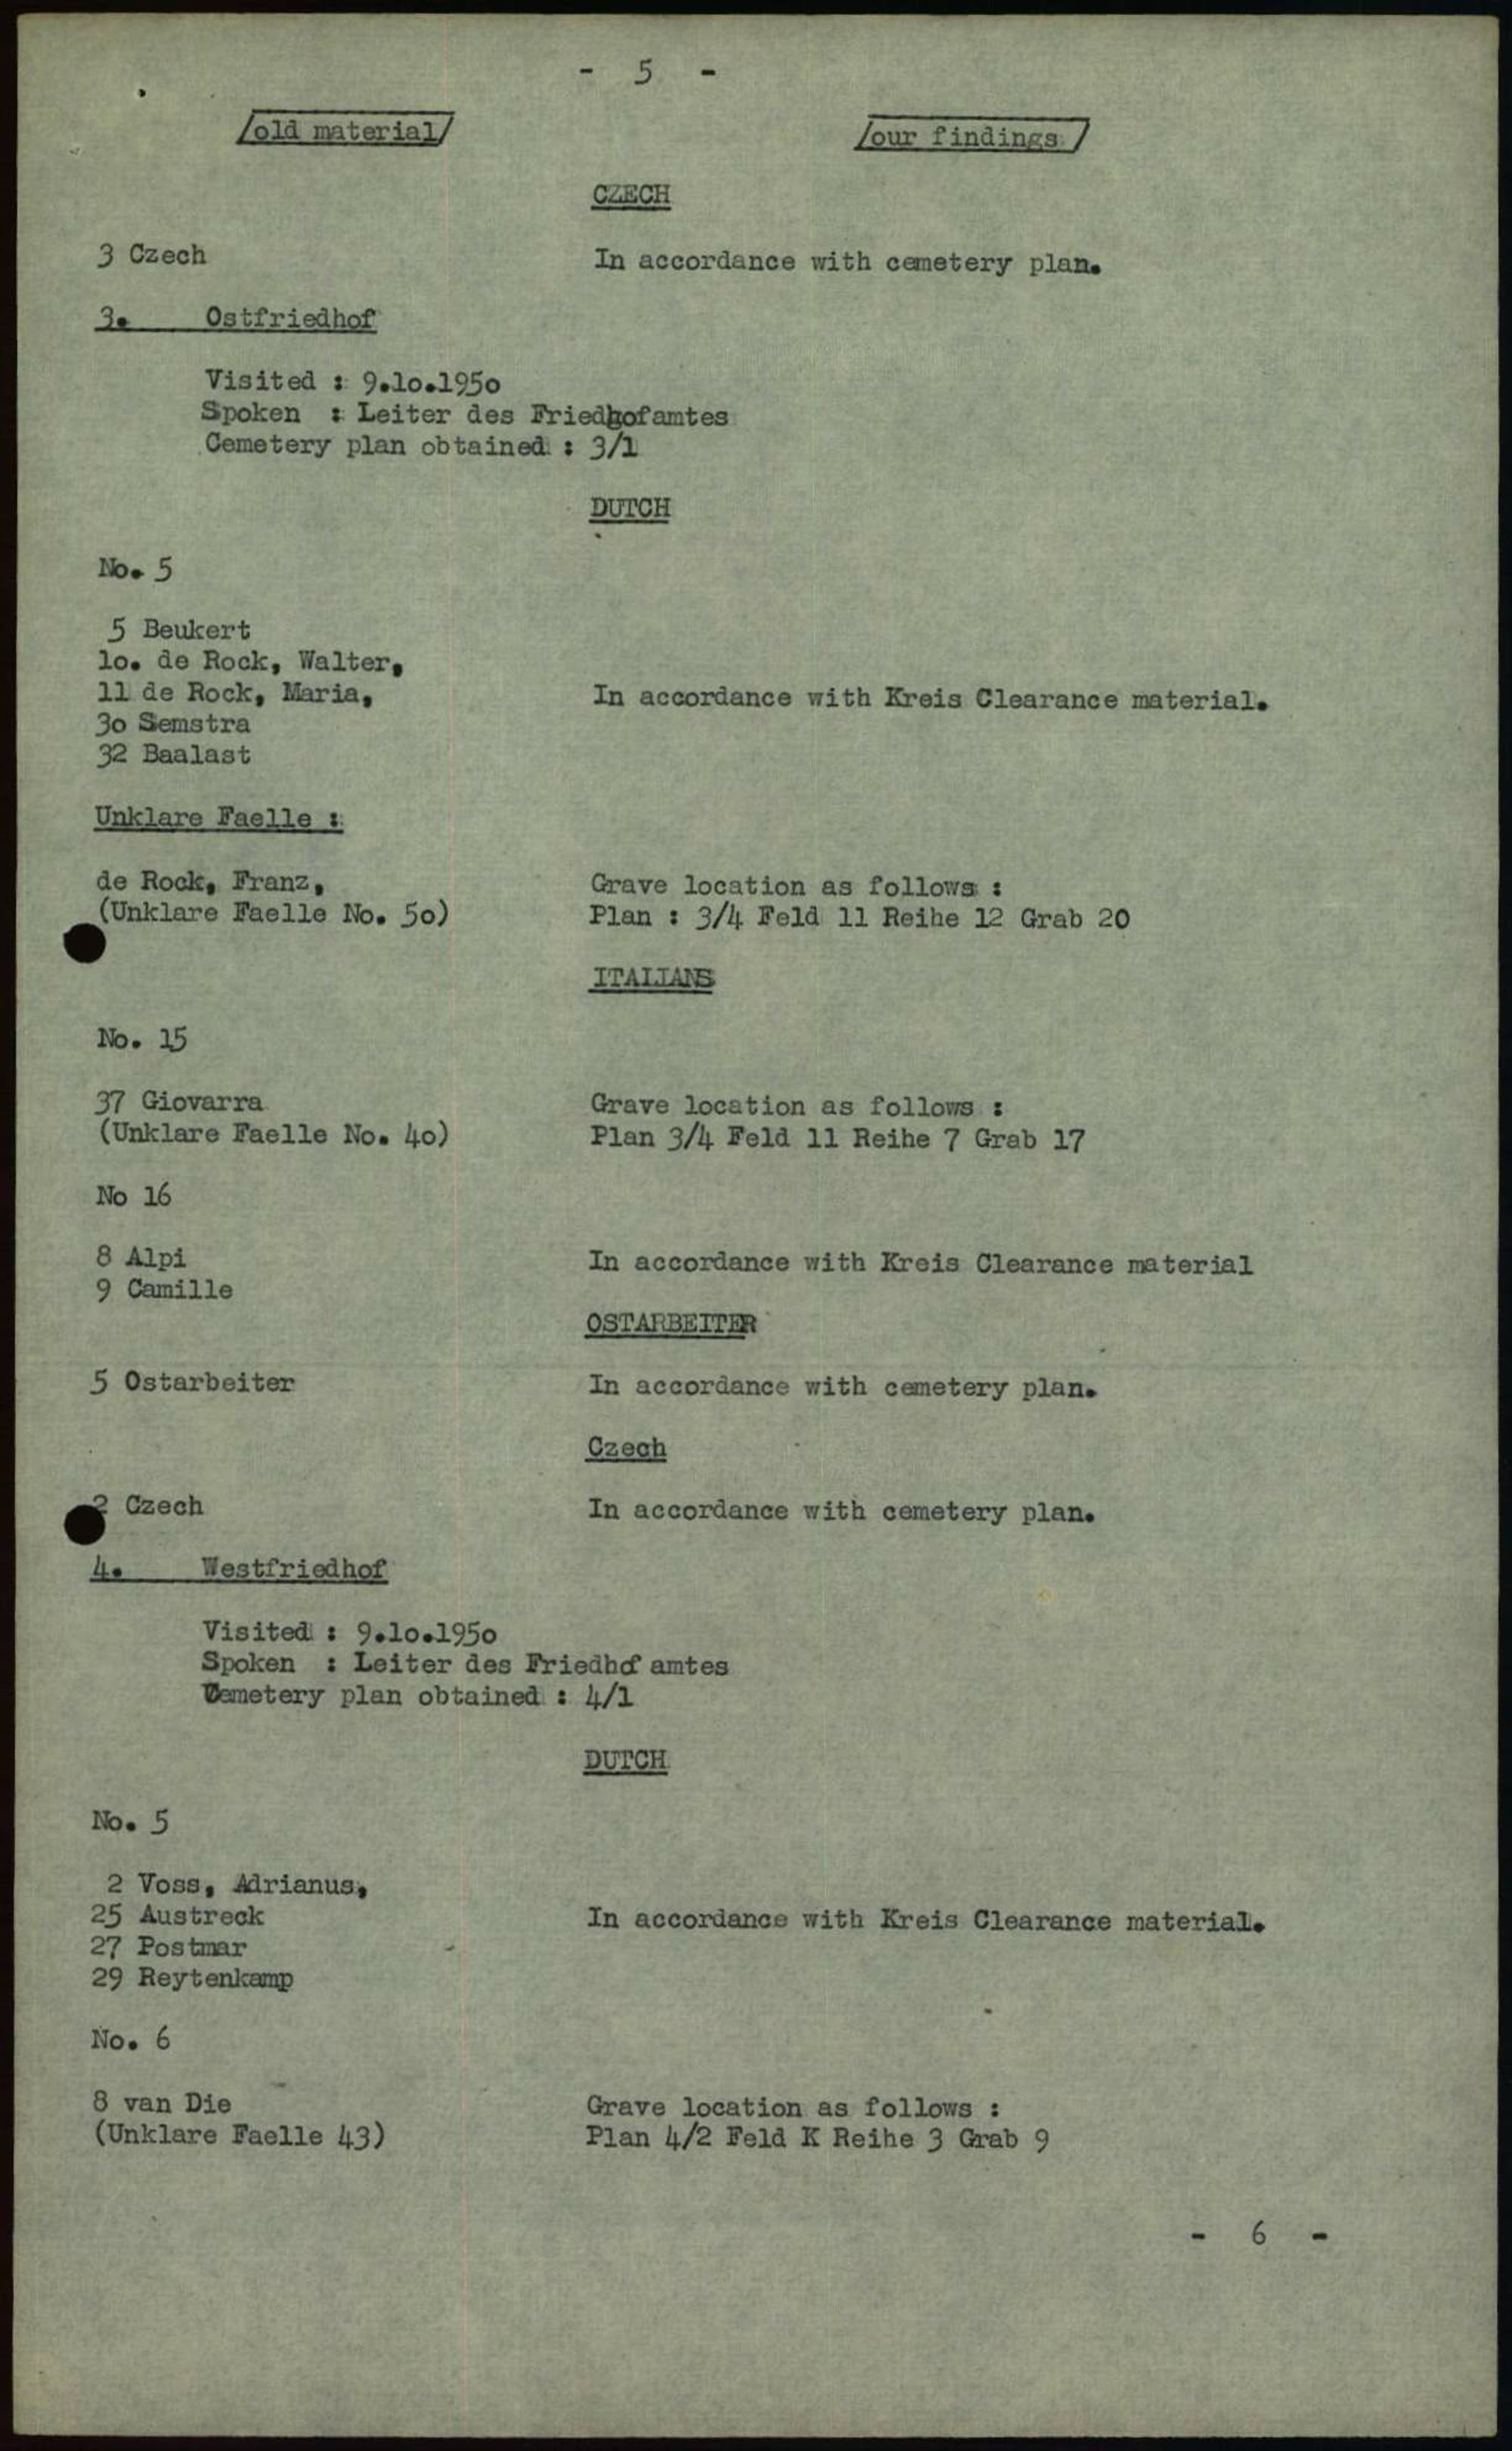 - 5 -
/old material/
/our findings/
CZECH
3 Czech
In accordance with cemetery plan.
3. Ostfriedhof
Visited : 9.10.1950
Spoken : Leiter des Friedhofamtes
Cemetery plan obtained : 3/1
DUTCH
No. 5
5 Beukert
10. de Rock, Walter,
11 de Rock, Maria,
In accordance with Kreis Clearance material.
30 Semstra
32 Baalast
Unklare Faelle :
de Rock, Franz,
Grave location as follows :
(Unklare Faelle No. 50)
Plan : 3/4 Feld 11 Reihe 12 Grab 20
ITALIANS
No. 15
37 Giovarra
Grave location as follows :
(Unklare Faelle No. 40)
Plan 3/4 Feld 11 Reihe 7 Grab 17
No 16
8 Alpi
In accordance with Kreis Clearance material
9 Camille
OSTARBEITER
5 Ostarbeiter
In accordance with cemetery plan.
Czech
2 Czech
In accordance with cemetery plan.
4. Westfriedhof
Visited : 9.10.1950
Spoken : Leiter des Friedhof amtes
Cemetery plan obtained : 4/1
DUTCH
No. 5
2 Voss, Adrianus,
25 Austreck
In accordance with Kreis Clearance material.
27 Postmar
29 Reytenkamp
No. 6
8 van Die
Grave location as follows :
(Unklare Faelle 43)
Plan 4/2 Feld K Reihe 3 Grab 9
- 6 -